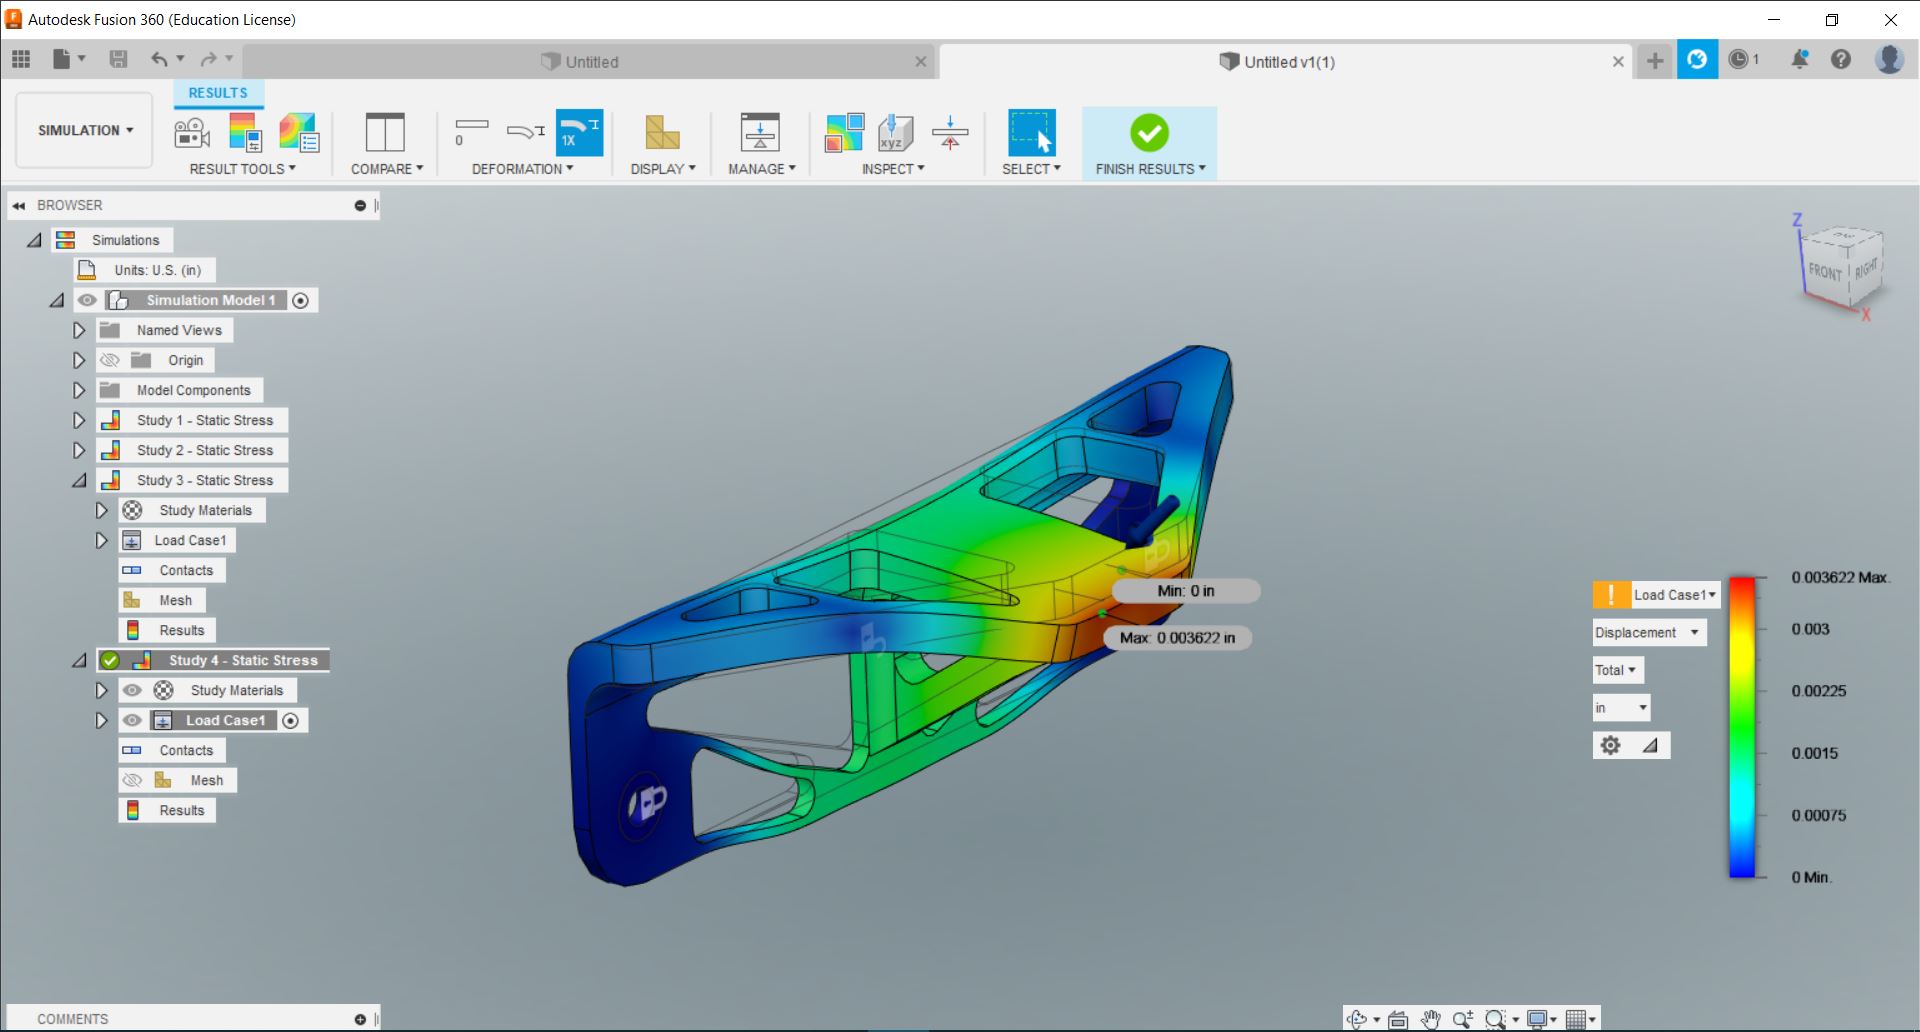 Autodesk Fusion 360 (Education License)
Untitled
Untitled v1(1)
1
RESULTS
SIMULATION
0
1X
xyz
RESULT TOOLS
COMPARE
DEFORMATION
DISPLAY
MANAGE
INSPECT
SELECT
FINISH RESULTS
BROWSER
Simulations
Units: U.S. (in)
Simulation Model 1
Named Views
Origin
Model Components
Study 1 - Static Stress
Study 2 - Static Stress
Study 3 - Static Stress
Study Materials
Load Case1
Contacts
Mesh
Results
Study 4 - Static Stress
Study Materials
Load Case1
Contacts
Mesh
Results
Z
FRONT
RIGHT
X
Min: 0 in
Max: 0.003622 in
Load Case1
Displacement
Total
in
0.003622 Max.
0.003
0.00225
0.0015
0.00075
0 Min.
COMMENTS